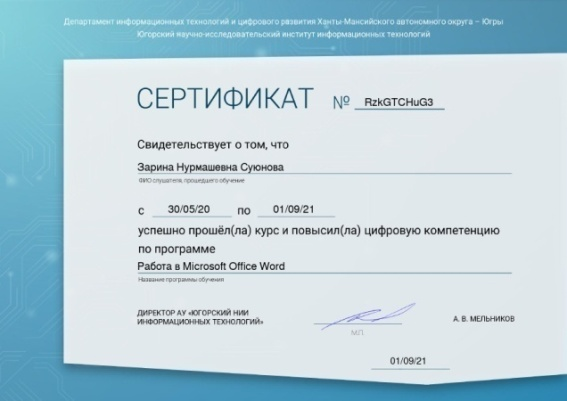 Департамент информационных технологий и цифрового развития Ханты-Мансийского автономного округа – Югры
Югорский научно-исследовательский институт информационных технологий
СЕРТИФИКАТ № RzkGTCHuG3
Свидетельствует о том, что
Зарина Нурмашевна Суюнова
ФИО слушателя, прошедшего обучение
с 30/05/20 по 01/09/21
успешно прошёл(ла) курс и повысил(ла) цифровую компетенцию
по программе
Работа в Microsoft Office Word
Название программы обучения
ДИРЕКТОР АУ «ЮГОРСКИЙ НИИ
ИНФОРМАЦИОННЫХ ТЕХНОЛОГИЙ»
М.П.
А. В. МЕЛЬНИКОВ
01/09/21